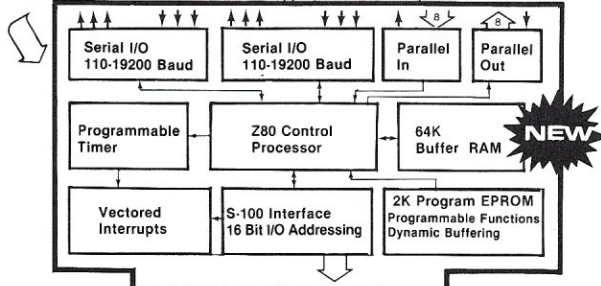 8
8
Serial I/O
110-19200 Baud
Serial I/O
110-19200 Baud
Parallel
In
Parallel
Out
Programmable
Timer
Z80 Control
Processor
64K
Buffer RAM
NEW
Vectored
Interrupts
S-100 Interface
16 Bit I/O Addressing
2K Program EPROM
Programmable Functions
Dynamic Buffering